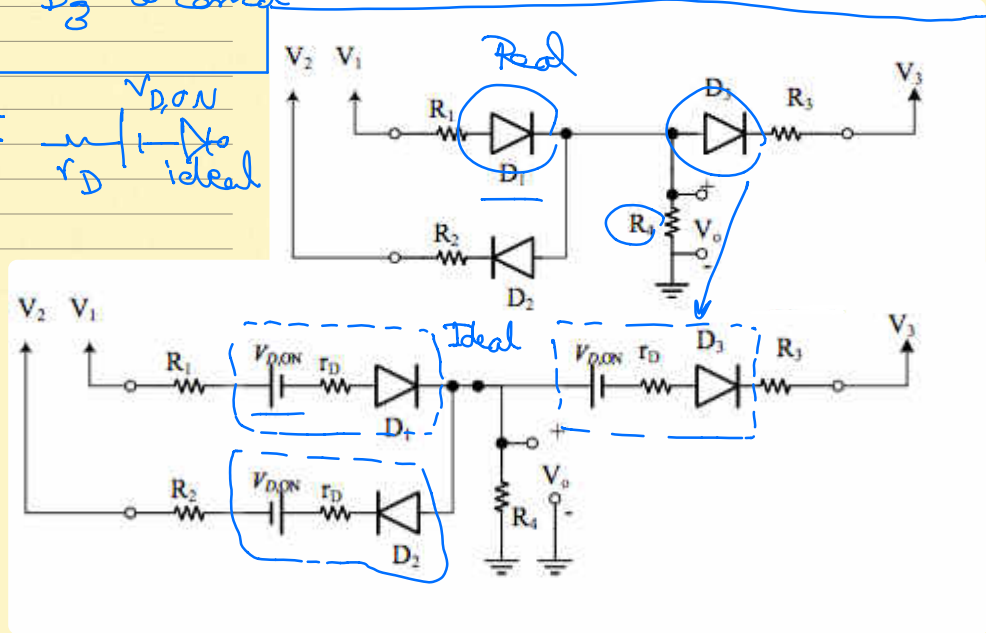 D3
V2 V1 Real V3
VD,ON
R1 D3 R3
rD ideal
D1
R4 Vo + -
R2
D2
V2 V1 Ideal V3
R1 VD,ON rD VD,ON rD D3 R3
D1
+
R2 VD,ON rD Vo
R4 -
D2